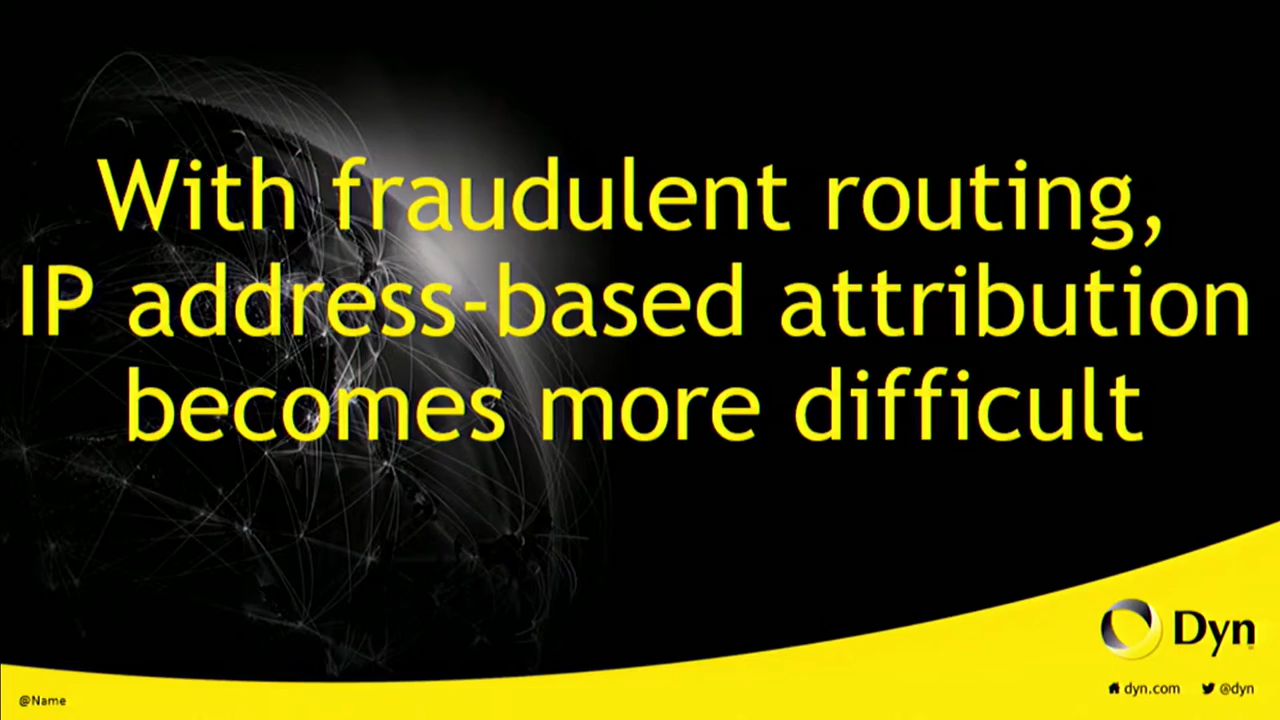 With fraudulent routing,
IP address-based attribution
becomes more difficult
Dyn
dyn.com @dyn
@Name